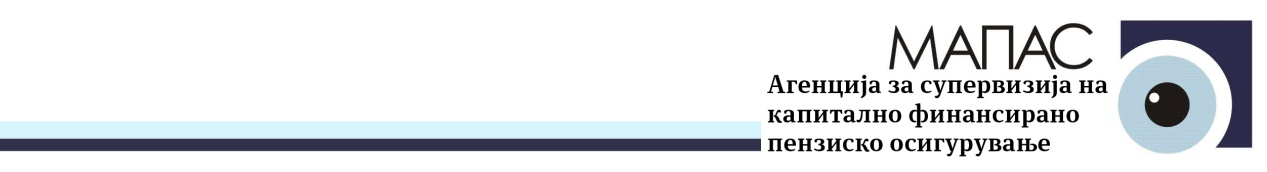 МАПАС
Агенција за супервизија на
капитално финансирано
пензиско осигурување